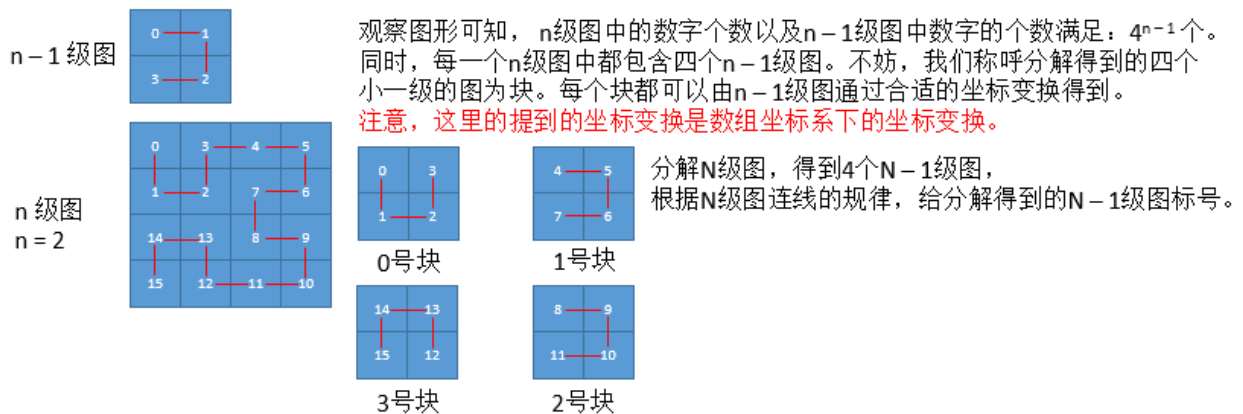 n – 1 级图
0 1
3 2
n 级图
n = 2
0 3 4 5
1 2 7 6
14 13 8 9
15 12 11 10
观察图形可知， n级图中的数字个数以及n – 1级图中数字的个数满足：4ⁿ⁻¹个。
同时，每一个n级图中都包含四个n – 1级图。不妨，我们称呼分解得到的四个
小一级的图为块。每个块都可以由n – 1级图通过合适的坐标变换得到。
注意，这里的提到的坐标变换是数组坐标系下的坐标变换。
0 3
1 2
0号块
4 5
7 6
1号块
分解N级图，得到4个N – 1级图，
根据N级图连线的规律，给分解得到的N – 1级图标号。
14 13
15 12
3号块
8 9
11 10
2号块